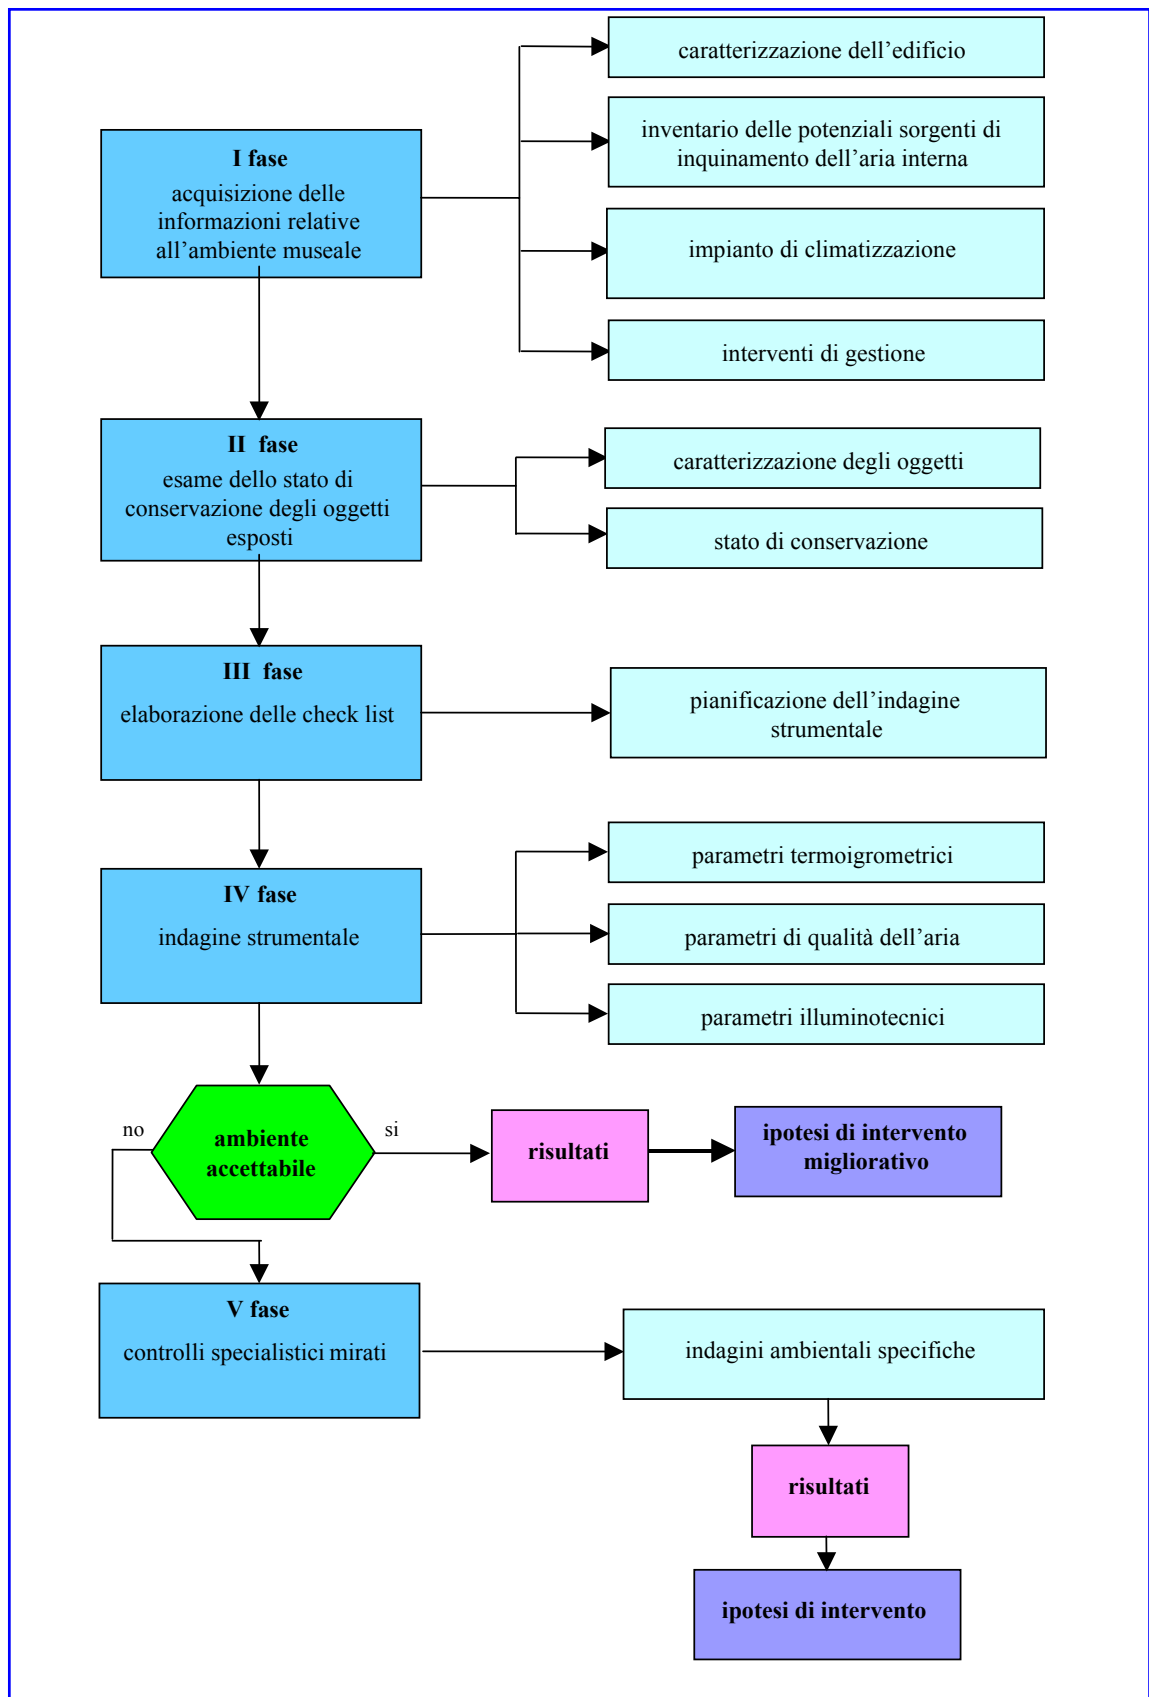 caratterizzazione dell’edificio
inventario delle potenziali sorgenti di
inquinamento dell’aria interna
I fase
acquisizione delle
informazioni relative
all’ambiente museale
impianto di climatizzazione
interventi di gestione
II fase
esame dello stato di
conservazione degli oggetti
esposti
caratterizzazione degli oggetti
stato di conservazione
III fase
elaborazione delle check list
pianificazione dell’indagine
strumentale
IV fase
indagine strumentale
parametri termoigrometrici
parametri di qualità dell’aria
parametri illuminotecnici
no
ambiente
accettabile
si
risultati
ipotesi di intervento
migliorativo
V fase
controlli specialistici mirati
indagini ambientali specifiche
risultati
ipotesi di intervento